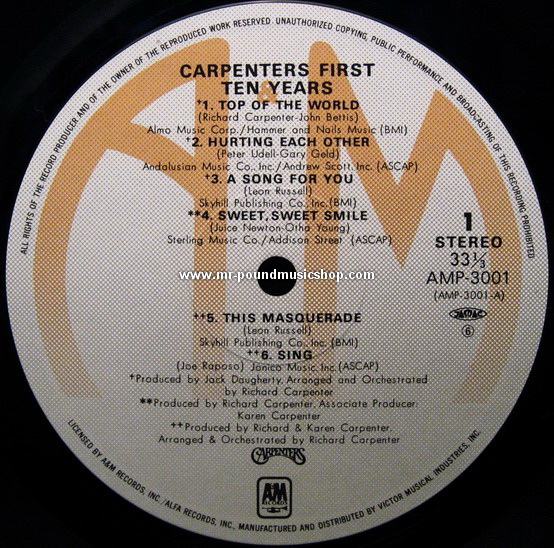 ALL RIGHTS OF THE RECORD PRODUCER AND OF THE OWNER OF THE REPRODUCED WORK RESERVED. UNAUTHORIZED COPYING, PUBLIC PERFORMANCE AND BROADCASTING OF THIS RECORDING PROHIBITED.
CARPENTERS FIRST
TEN YEARS
†1. TOP OF THE WORLD
(Richard Carpenter-John Bettis)
Almo Music Corp./Hammer and Nails Music (BMI)
†2. HURTING EACH OTHER
(Peter Udell-Gary Geld)
Andalusian Music Co., Inc./Andrew Scott, Inc. (ASCAP)
†3. A SONG FOR YOU
(Leon Russell)
Skyhill Publishing Co., Inc. (BMI)
**4. SWEET, SWEET SMILE
(Juice Newton-Otha Young)
Sterling Music Co./Addison Street (ASCAP)
1
STEREO
33⅓
AMP-3001
(AMP-3001-A)
JASRAC
⑥
www.mr-poundmusicshop.com
††5. THIS MASQUERADE
(Leon Russell)
Skyhill Publishing Co., Inc. (BMI)
††6. SING
(Joe Raposo) Jonico Music, Inc. (ASCAP)
†Produced by Jack Daugherty, Arranged and Orchestrated
by Richard Carpenter
**Produced by Richard Carpenter, Associate Producer:
Karen Carpenter
††Produced by Richard & Karen Carpenter,
Arranged & Orchestrated by Richard Carpenter
CARPENTERS
A&M
RECORDS
LICENSED BY A&M RECORDS, INC./ALFA RECORDS, INC., MANUFACTURED AND DISTRIBUTED BY VICTOR MUSICAL INDUSTRIES, INC.